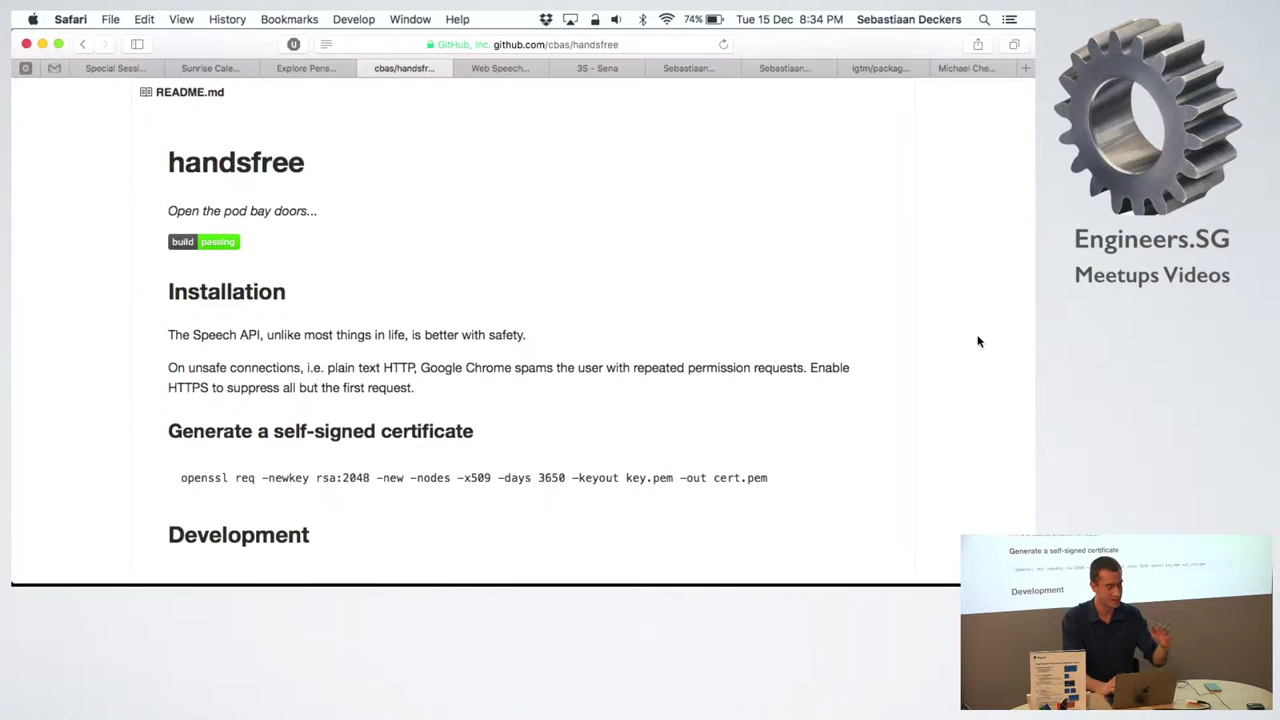 Safari File Edit View History Bookmarks Develop Window Help 74% Tue 15 Dec 8:34 PM Sebastiaan Deckers
GitHub, Inc. github.com/cbas/handsfree
Special Sessi... Sunrise Cale... Explore Pens... cbas/handsfr... Web Speech... 3S - Sena Sebastiaan... Sebastiaan... lgtm/packag... Michael Che...
README.md
handsfree
Open the pod bay doors...
build passing
Installation
The Speech API, unlike most things in life, is better with safety.
On unsafe connections, i.e. plain text HTTP, Google Chrome spams the user with repeated permission requests. Enable
HTTPS to suppress all but the first request.
Generate a self-signed certificate
openssl req -newkey rsa:2048 -new -nodes -x509 -days 3650 -keyout key.pem -out cert.pem
Development
Engineers.SG
Meetups Videos
Generate a self-signed certificate
Development